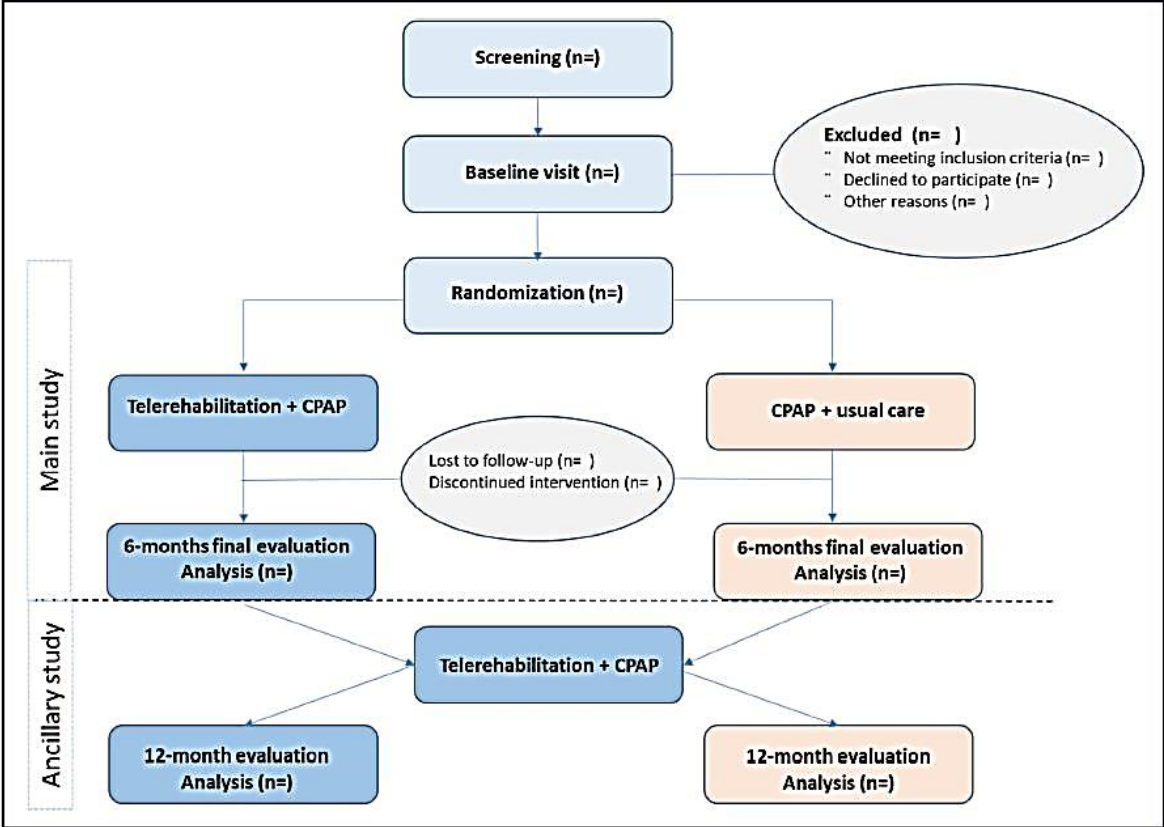 Screening (n=)
Baseline visit (n=)
Excluded (n= )
¨ Not meeting inclusion criteria (n= )
¨ Declined to participate (n= )
¨ Other reasons (n= )
Randomization (n=)
Main study
Telerehabilitation + CPAP
CPAP + usual care
Lost to follow-up (n= )
Discontinued intervention (n= )
6-months final evaluation
Analysis (n=)
6-months final evaluation
Analysis (n=)
Ancillary study
Telerehabilitation + CPAP
12-month evaluation
Analysis (n=)
12-month evaluation
Analysis (n=)